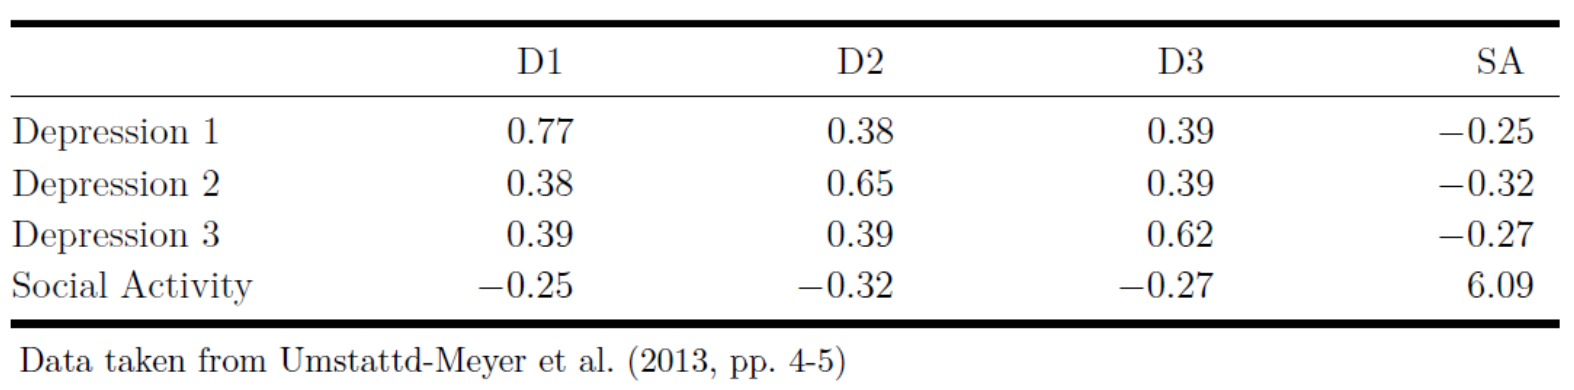 D1 D2 D3 SA
Depression 1 0.77 0.38 0.39 −0.25
Depression 2 0.38 0.65 0.39 −0.32
Depression 3 0.39 0.39 0.62 −0.27
Social Activity −0.25 −0.32 −0.27 6.09
Data taken from Umstattd-Meyer et al. (2013, pp. 4-5)